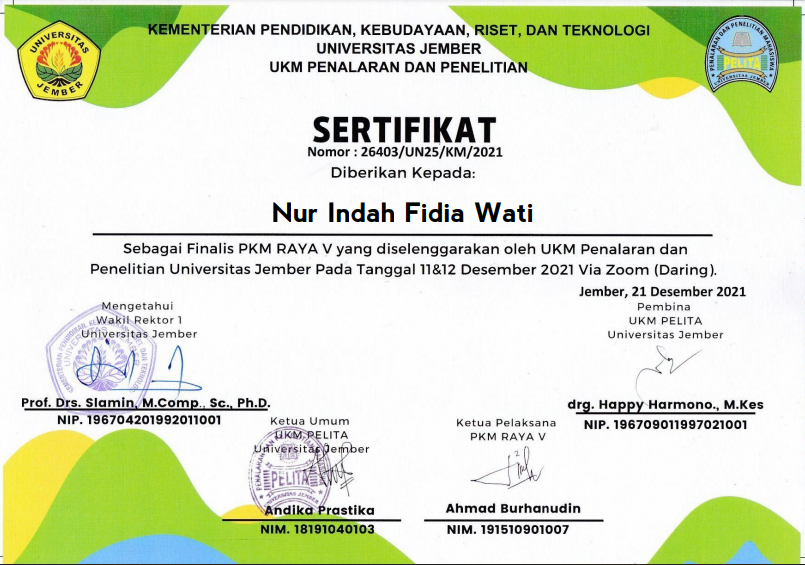 KEMENTERIAN PENDIDIKAN, KEBUDAYAAN, RISET, DAN TEKNOLOGI
UNIVERSITAS JEMBER
UKM PENALARAN DAN PENELITIAN
UNIVERSITAS
JEMBER
PENALARAN DAN PENELITIAN MAHASISWA
PELITA
UNIVERSITAS JEMBER
SERTIFIKAT
Nomor : 26403/UN25/KM/2021
Diberikan Kepada:
Nur Indah Fidia Wati
Sebagai Finalis PKM RAYA V yang diselenggarakan oleh UKM Penalaran dan
Penelitian Universitas Jember Pada Tanggal 11&12 Desember 2021 Via Zoom (Daring).
Jember, 21 Desember 2021
Mengetahui
Wakil Rektor 1
Universitas Jember
Prof. Drs. Slamin, M.Comp., Sc., Ph.D.
NIP. 196704201992011001
Pembina
UKM PELITA
Universitas Jember
drg. Happy Harmono., M.Kes
NIP. 196709011997021001
Ketua Umum
UKM PELITA
Universitas Jember
PELITA
UNIVERSITAS JEMBER
Andika Prastika
NIM. 18191040103
Ketua Pelaksana
PKM RAYA V
Ahmad Burhanudin
NIM. 191510901007